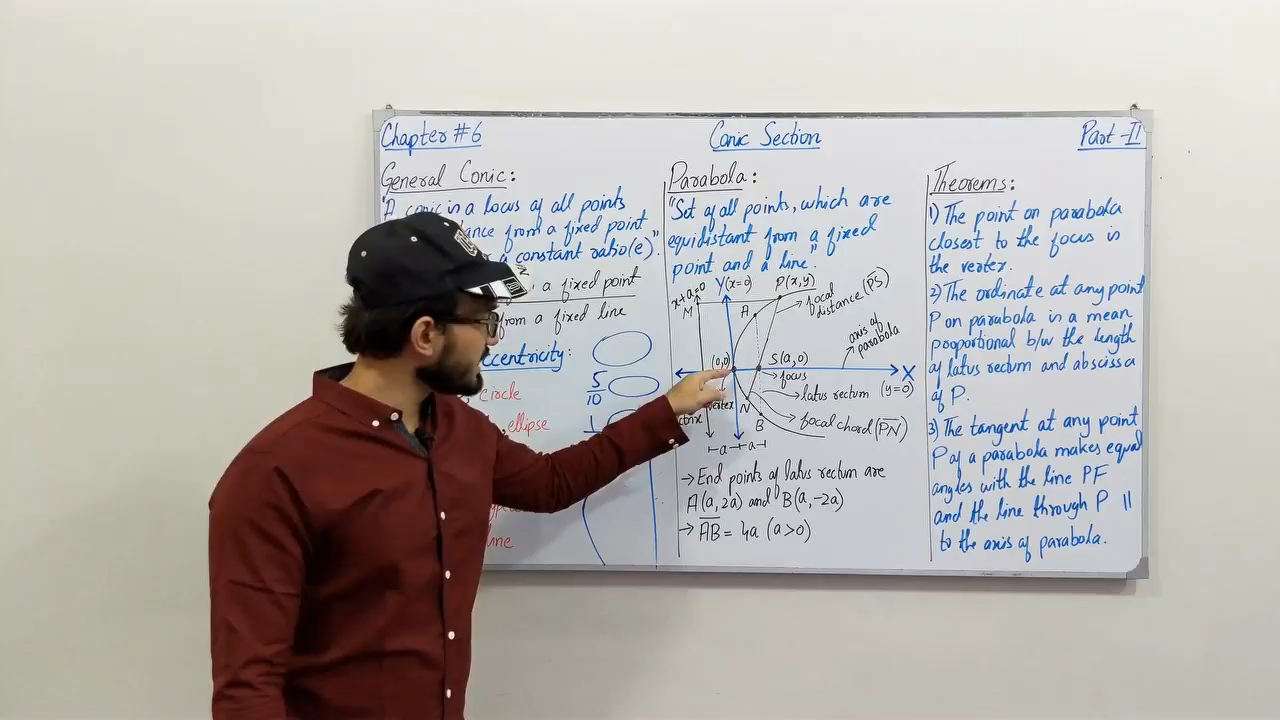 Chapter #6
Conic Section
Part-II
General Conic:
"A conic is a locus of all points
from a fixed point
a constant ratio(e)."
, a fixed point
from a fixed line
ccentricity:
5
10
circle
, ellipse
1
line
Parabola:
"Set of all points, which are
equidistant from a fixed
point and a line".
x+a=0
Y(x=0)
P(x,y)
M
A
focal
distance(PS)
axis of
parabola
(0,0)
S(a,0)
X
→focus
vertex
latus rectum
(y=0)
N
B
focal chord(PN)
a
a
→End points of latus rectum are
A(a,2a) and B(a,-2a)
→AB = 4a (a>0)
Theorems:
1) The point on parabola
closest to the focus is
the vertex.
2) The ordinate at any point
P on parabola is a mean
proportional b/w the length
of latus rectum and abscissa
of P.
3) The tangent at any point
P of a parabola makes equal
angles with the line PF
and the line through P ||
to the axis of parabola.